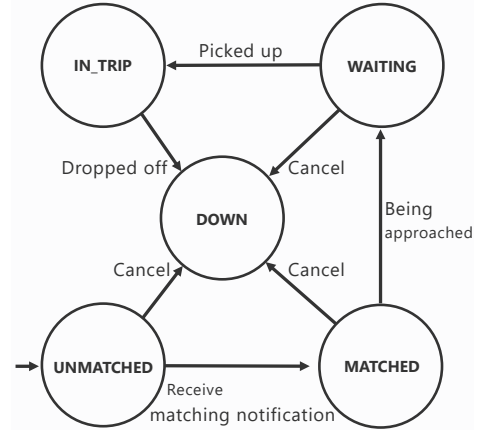 Picked up
IN_TRIP
WAITING
Dropped off
Cancel
DOWN
Being
approached
Cancel
Cancel
UNMATCHED
MATCHED
Receive
matching notification